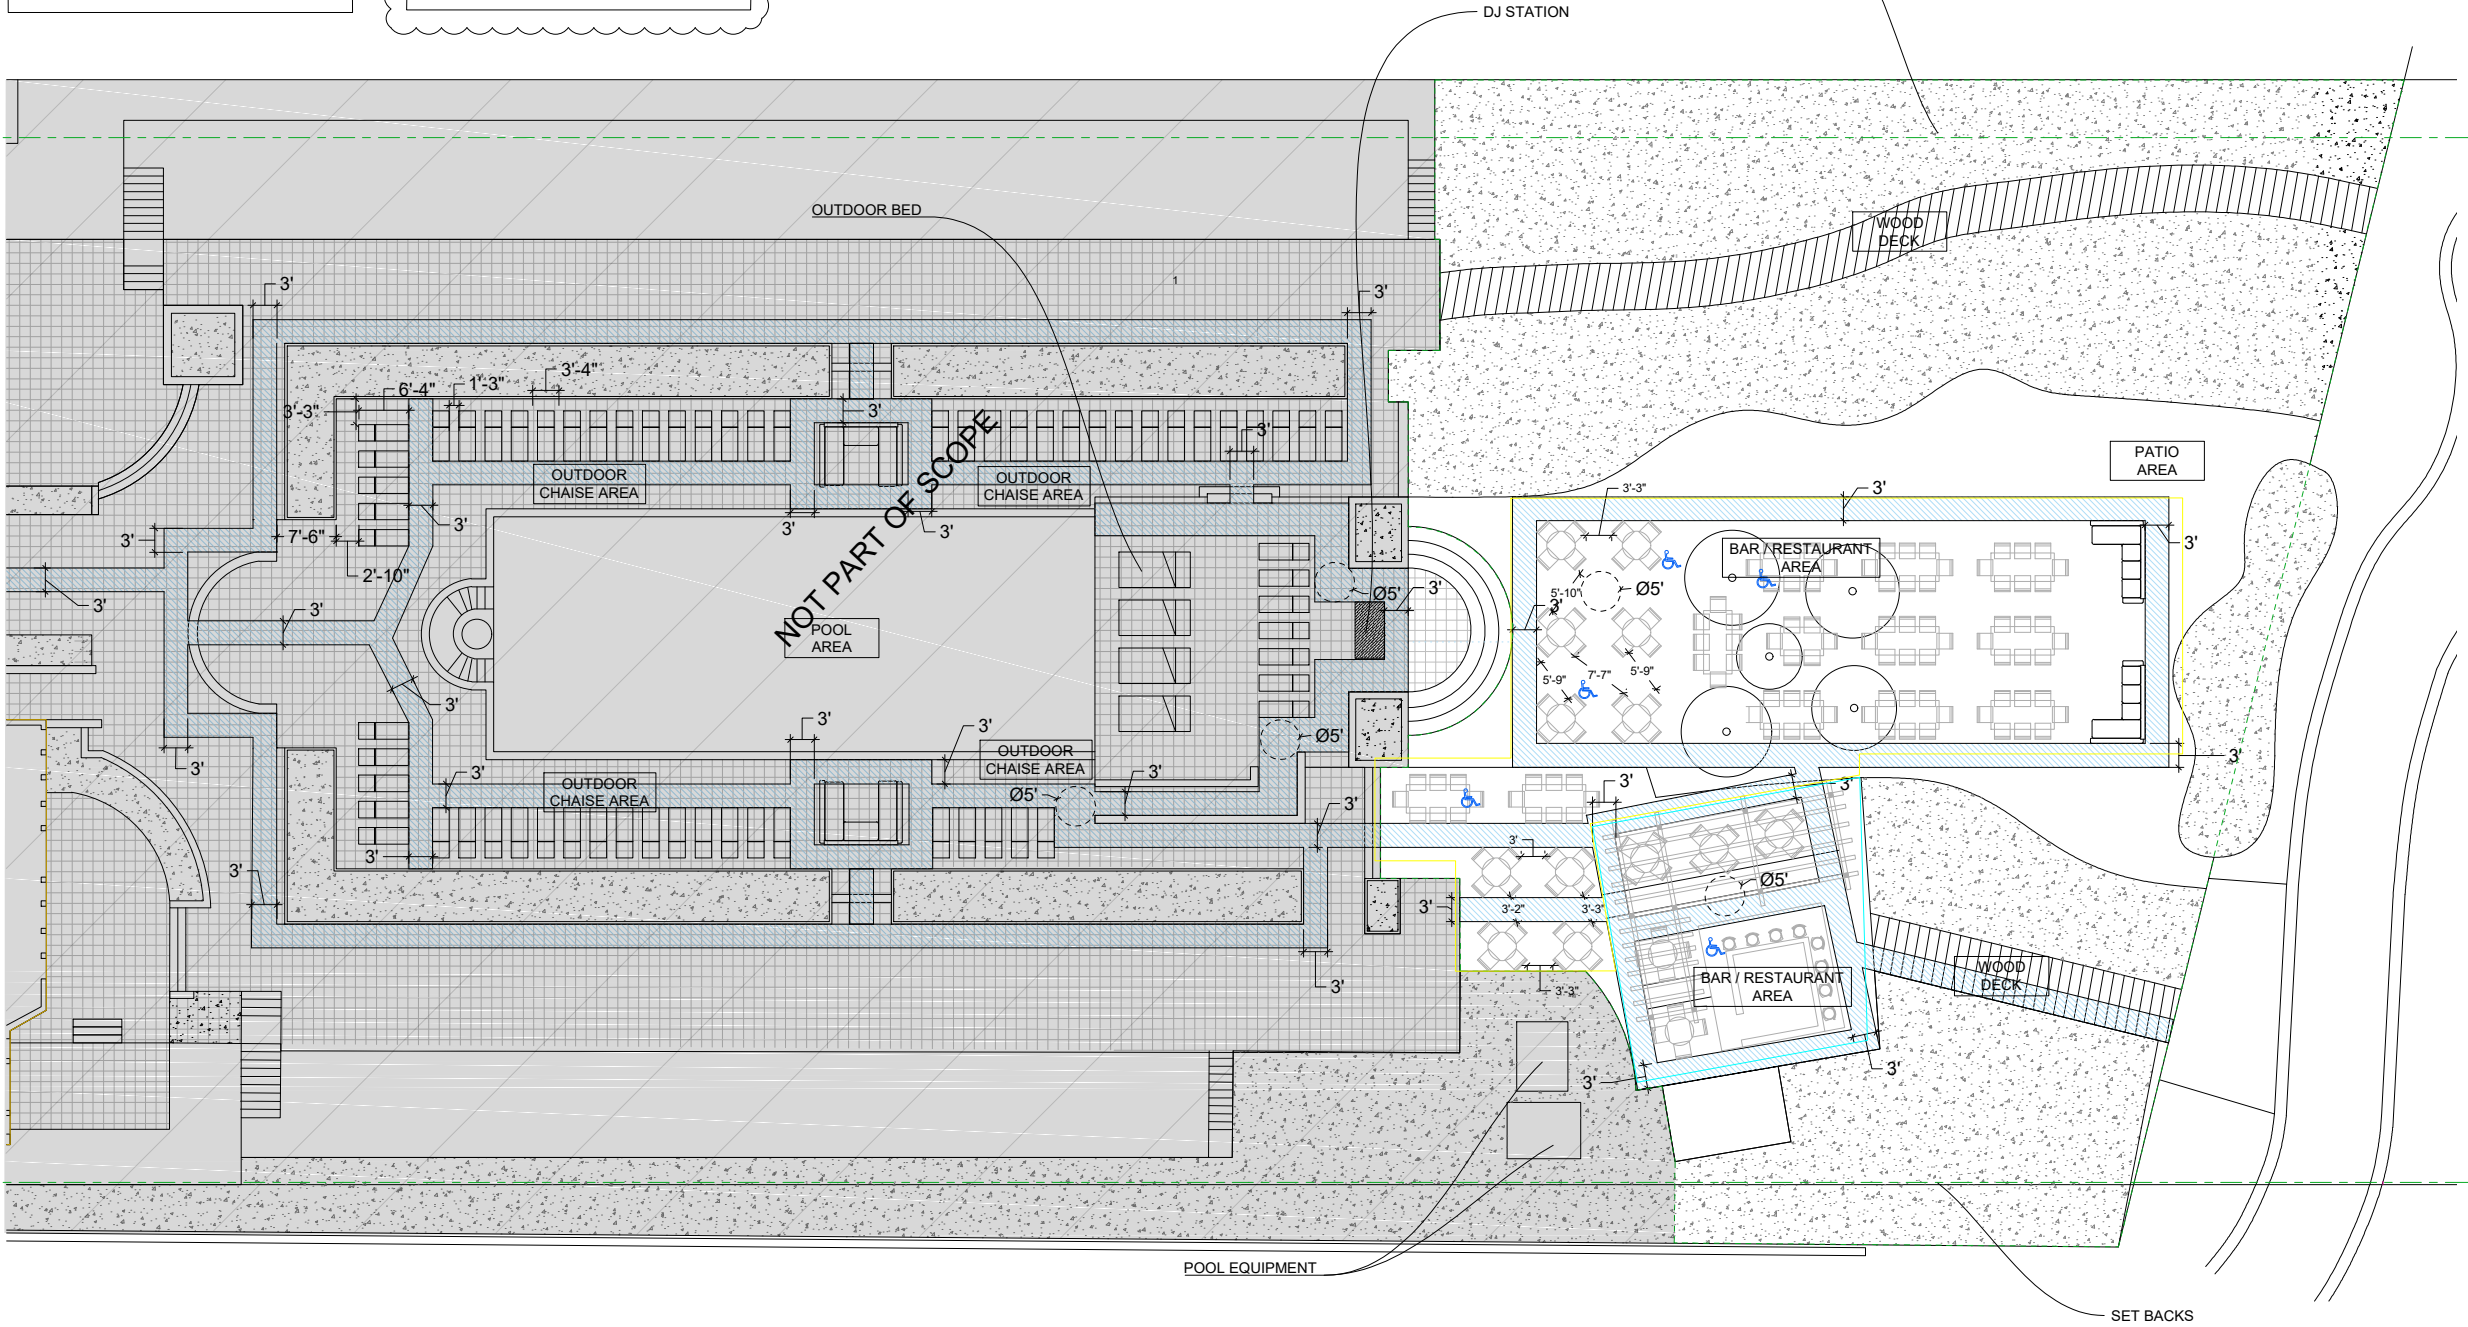 DJ STATION
OUTDOOR BED
WOOD
DECK
1
3'
3'
3'-4"
6'-4"
1'-3"
3'-3"
3'
3'
NOT PART OF SCOPE
OUTDOOR
CHAISE AREA
OUTDOOR
CHAISE AREA
PATIO
AREA
3'-3"
3'
3'
3'
3'
3'
7'-6"
3'
2'-10"
3'
3'
POOL
AREA
Ø5'
3'
BAR / RESTAURANT
AREA
5'-10"
3'
Ø5'
5'-9"
7'-7"
5'-9"
3'
3'
3'
Ø5'
3'
3'
3'
OUTDOOR
CHAISE AREA
OUTDOOR
CHAISE AREA
3'
Ø5'
3'
3'
3'
3'
3'
3'
3'
Ø5'
3'
3'-2"
3'-3"
BAR / RESTAURANT
AREA
WOOD
DECK
3'
3'-3"
3'
3'
POOL EQUIPMENT
SET BACKS